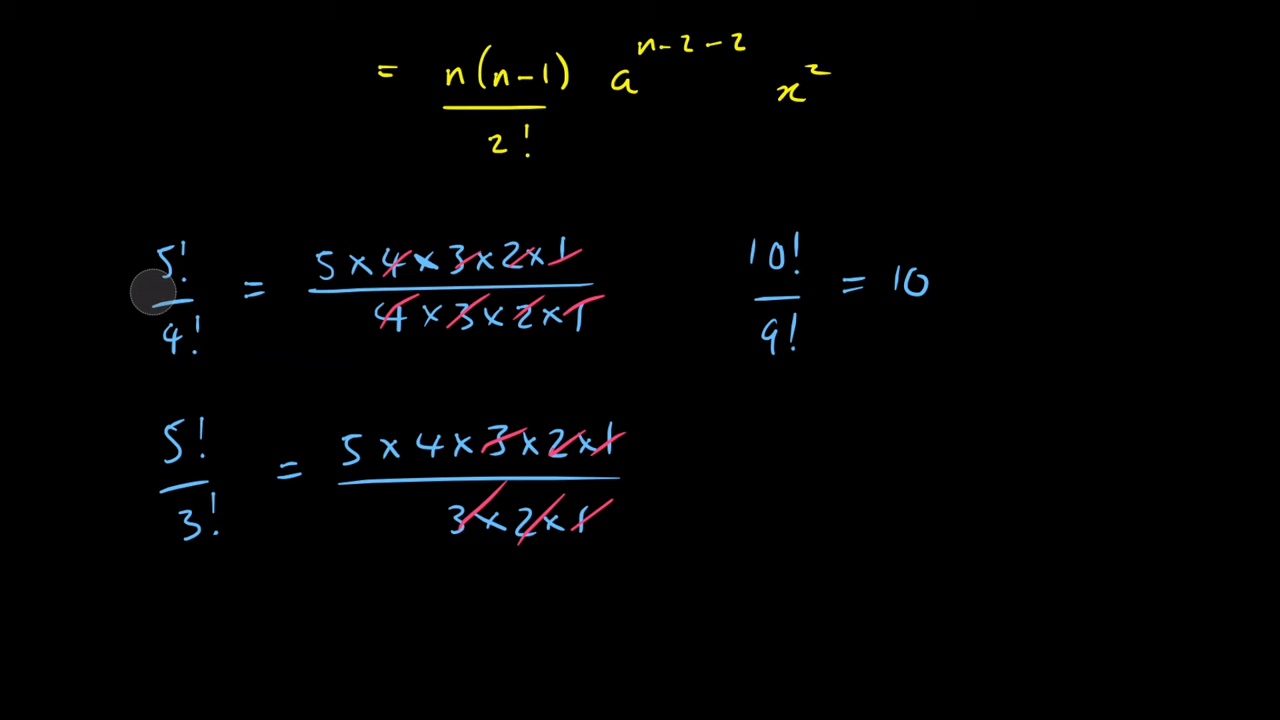 = n(n-1)/2! a^(n-2-2) x^2
5!/4! = (5 × 4 × 3 × 2 × 1)/(4 × 3 × 2 × 1)
10!/9! = 10
5!/3! = (5 × 4 × 3 × 2 × 1)/(3 × 2 × 1)